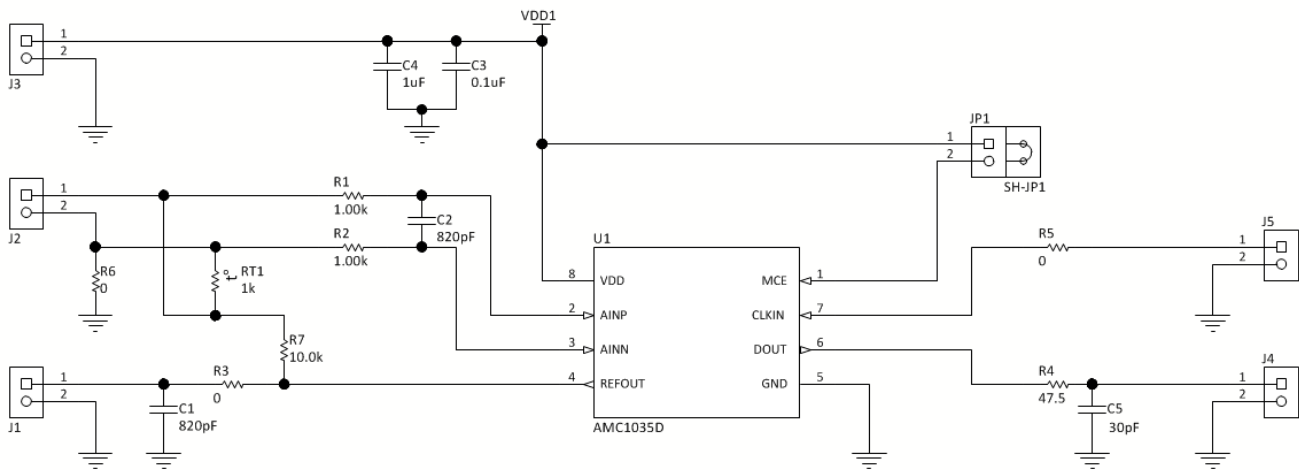 VDD1
1
2
J3
C4
1uF
C3
0.1uF
JP1
1
2
SH-JP1
1
2
J2
R1
1.00k
C2
820pF
R2
1.00k
R6
0
t°
RT1
1k
R7
10.0k
U1
8
VDD
MCE
1
2
AINP
CLKIN
7
3
AINN
DOUT
6
4
REFOUT
GND
5
AMC1035D
R5
0
J5
1
2
1
2
J1
R3
0
C1
820pF
R4
47.5
C5
30pF
J4
1
2